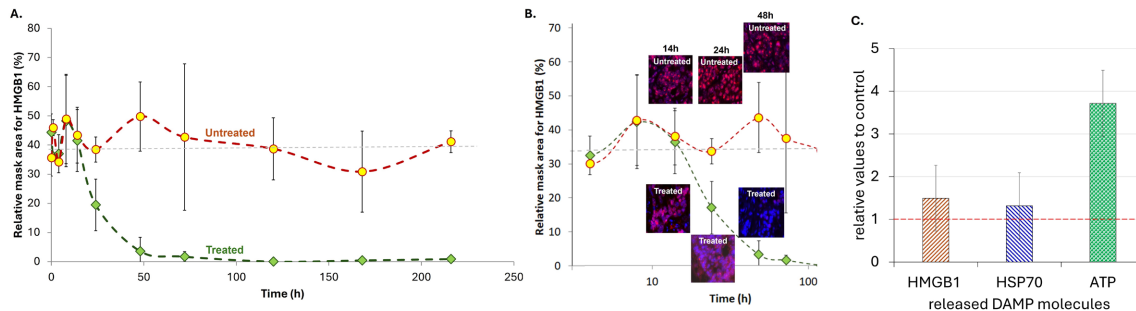 A.
Relative mask area for HMGB1 (%)
80
70
60
50
40
30
20
10
0
Untreated
Treated
0
50
100
150
200
250
Time (h)
B.
Relative mask area for HMGB1 (%)
70
60
50
40
30
20
10
0
14h
Untreated
24h
Untreated
48h
Untreated
Treated
Treated
Treated
10
100
Time (h)
C.
relative values to control
5
4
3
2
1
0
HMGB1
HSP70
ATP
released DAMP molecules